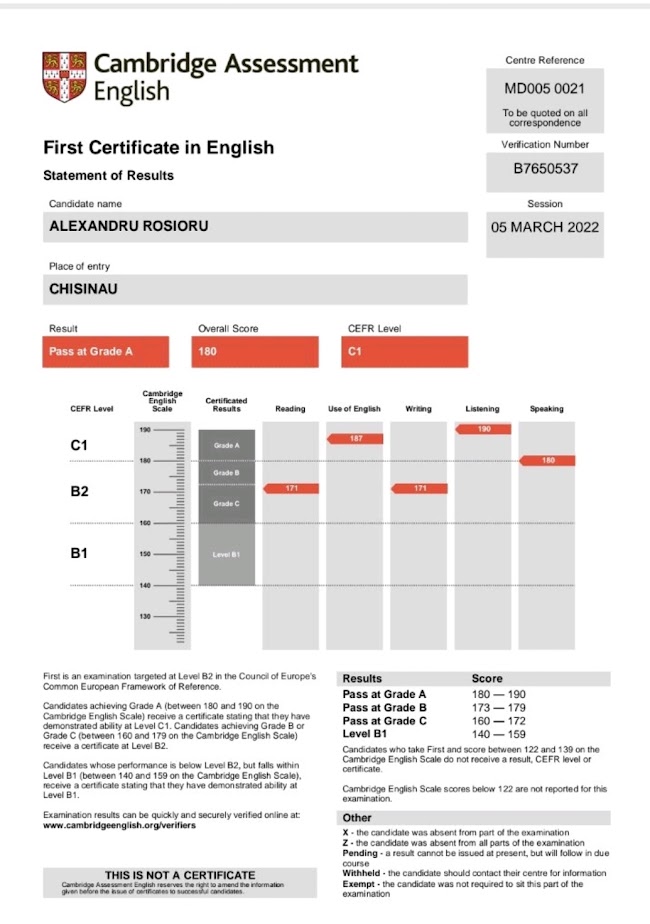 Cambridge Assessment
English
Centre Reference
MD005 0021
To be quoted on all
correspondence
First Certificate in English
Verification Number
B7650537
Statement of Results
Candidate name
Session
ALEXANDRU ROSIORU
05 MARCH 2022
Place of entry
CHISINAU
Result
Overall Score
CEFR Level
Pass at Grade A
180
C1
CEFR Level
Cambridge
English
Scale
Certificated
Results
Reading
Use of English
Writing
Listening
Speaking
190
190
C1
187
Grade A
180
180
Grade B
B2
170
171
171
Grade C
160
B1
150
Level B1
140
130
First is an examination targeted at Level B2 in the Council of Europe's
Common European Framework of Reference.
Candidates achieving Grade A (between 180 and 190 on the
Cambridge English Scale) receive a certificate stating that they have
demonstrated ability at Level C1. Candidates achieving Grade B or
Grade C (between 160 and 179 on the Cambridge English Scale)
receive a certificate at Level B2.
Candidates whose performance is below Level B2, but falls within
Level B1 (between 140 and 159 on the Cambridge English Scale),
receive a certificate stating that they have demonstrated ability at
Level B1.
Examination results can be quickly and securely verified online at:
www.cambridgeenglish.org/verifiers
THIS IS NOT A CERTIFICATE
Cambridge Assessment English reserves the right to amend the information
given before the issue of certificates to successful candidates.
Results Score
Pass at Grade A 180 — 190
Pass at Grade B 173 — 179
Pass at Grade C 160 — 172
Level B1 140 — 159
Candidates who take First and score between 122 and 139 on the
Cambridge English Scale do not receive a result, CEFR level or
certificate.
Cambridge English Scale scores below 122 are not reported for this
examination.
Other
X - the candidate was absent from part of the examination
Z - the candidate was absent from all parts of the examination
Pending - a result cannot be issued at present, but will follow in due
course
Withheld - the candidate should contact their centre for information
Exempt - the candidate was not required to sit this part of the
examination